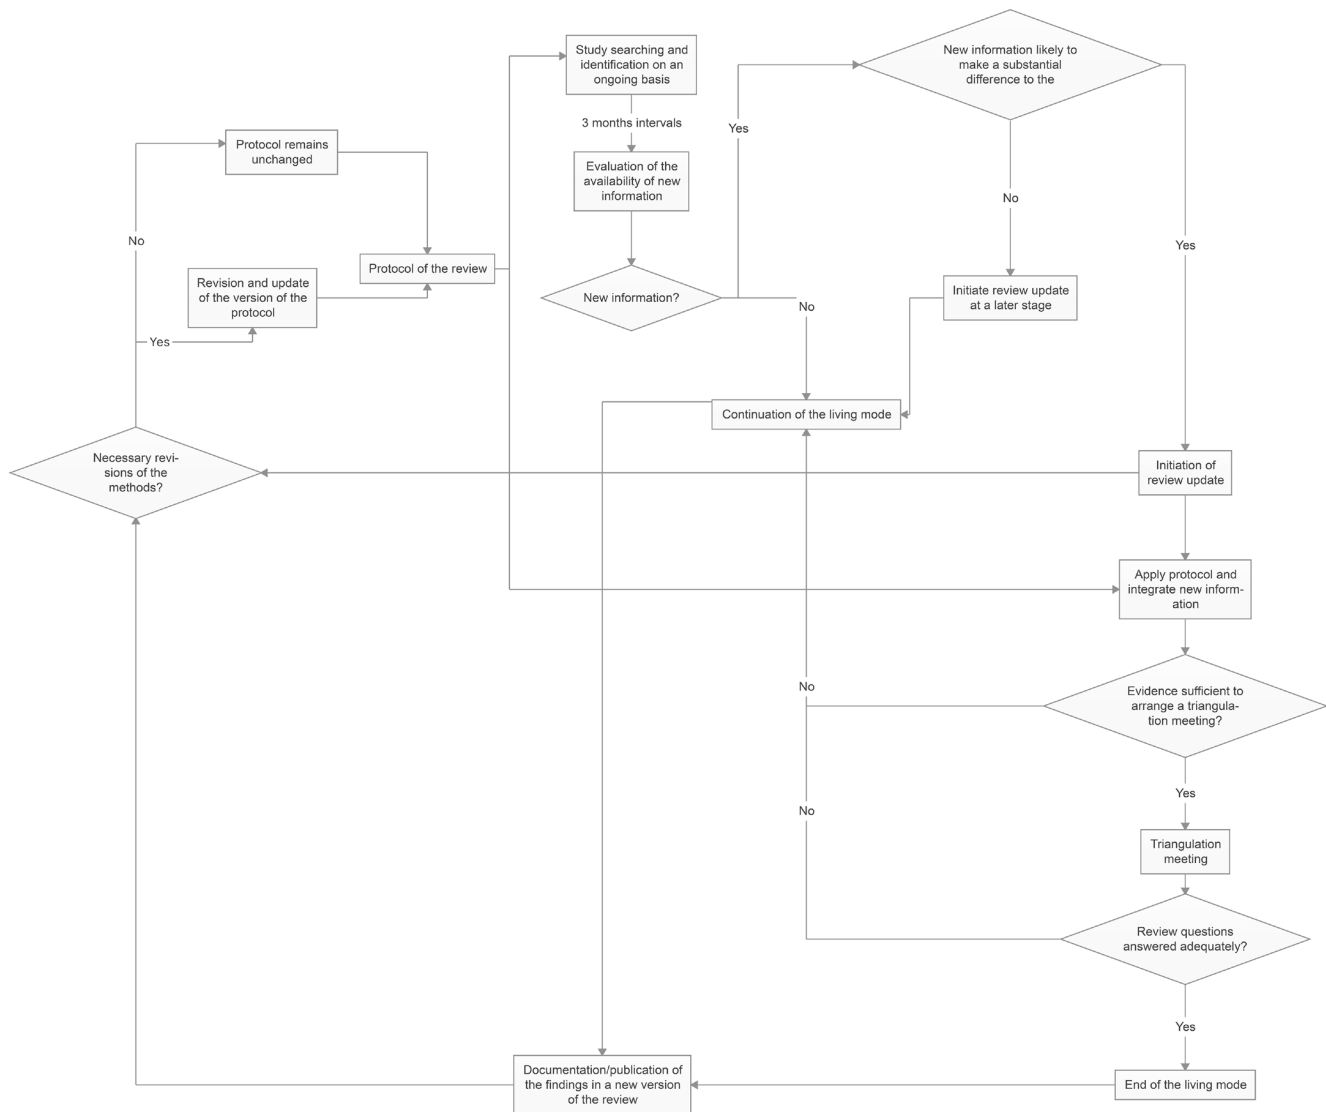 Study searching and
identification on an
ongoing basis
New information likely to
make a substantial
difference to the
3 months intervals
Yes
Protocol remains
unchanged
Evaluation of the
availability of new
information
No
No
Yes
Protocol of the review
Revision and update
of the version of the
protocol
New information?
Initiate review update
at a later stage
No
Yes
Continuation of the living mode
Necessary revi-
sions of the
methods?
Initiation of
review update
Apply protocol and
integrate new inform-
ation
No
Evidence sufficient to
arrange a triangula-
tion meeting?
Yes
No
Triangulation
meeting
Review questions
answered adequately?
Yes
Documentation/publication of
the findings in a new version
of the review
End of the living mode